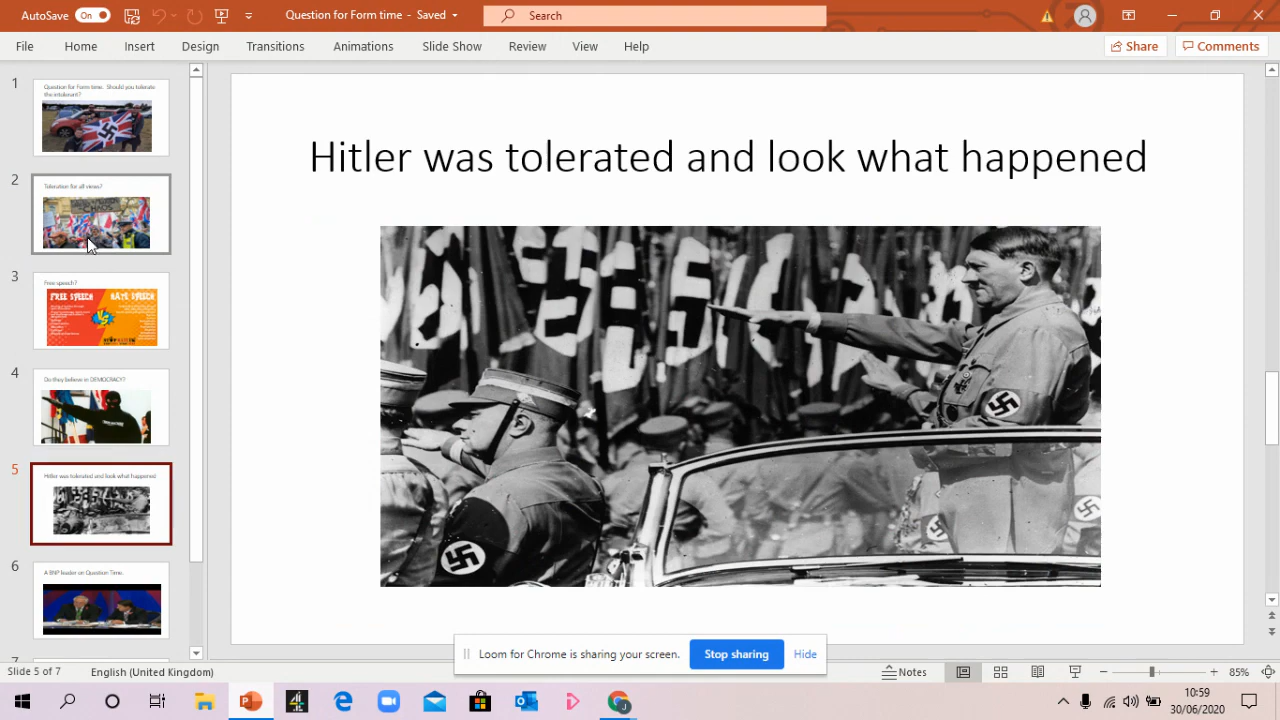 AutoSave On Question for Form time - Saved Search
File Home Insert Design Transitions Animations Slide Show Review View Help Share Comments
1
Question for Form time. Should you tolerate
the intolerant?
2
Toleration for all views?
3
Free speech?
FREE SPEECH HATE SPEECH
VS
4
Do they believe in DEMOCRACY?
5
Hitler was tolerated and look what happened
6
A BNP leader on Question Time.
7
Hitler was tolerated and look what happened
Loom for Chrome is sharing your screen. Stop sharing Hide
Slide 5 of 7 English (United Kingdom) Notes 85%
10:59
30/06/2020